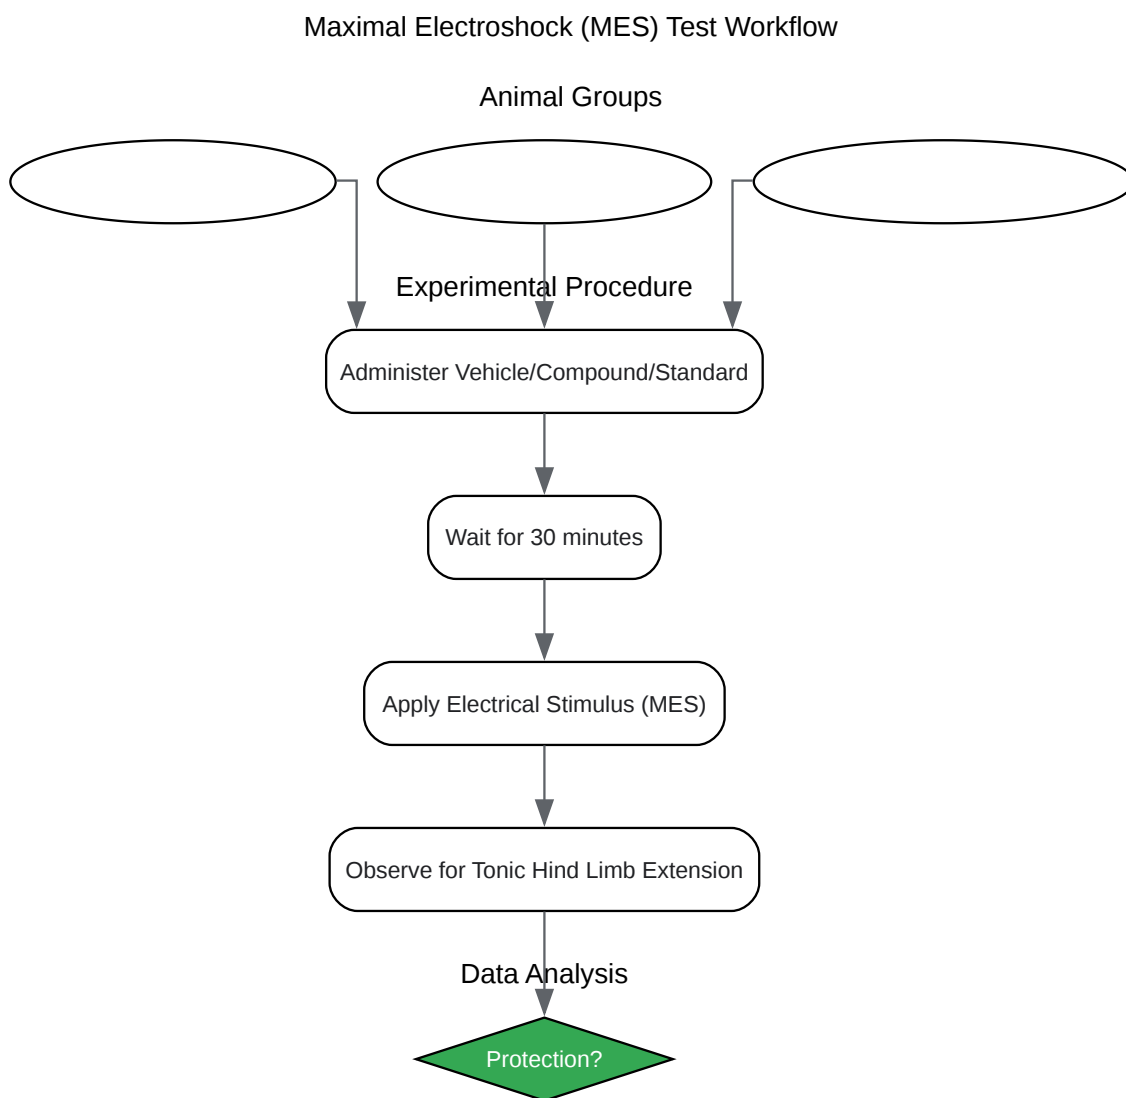 Maximal Electroshock (MES) Test Workflow
Animal Groups
Experimental Procedure
Administer Vehicle/Compound/Standard
Wait for 30 minutes
Apply Electrical Stimulus (MES)
Observe for Tonic Hind Limb Extension
Data Analysis
Protection?